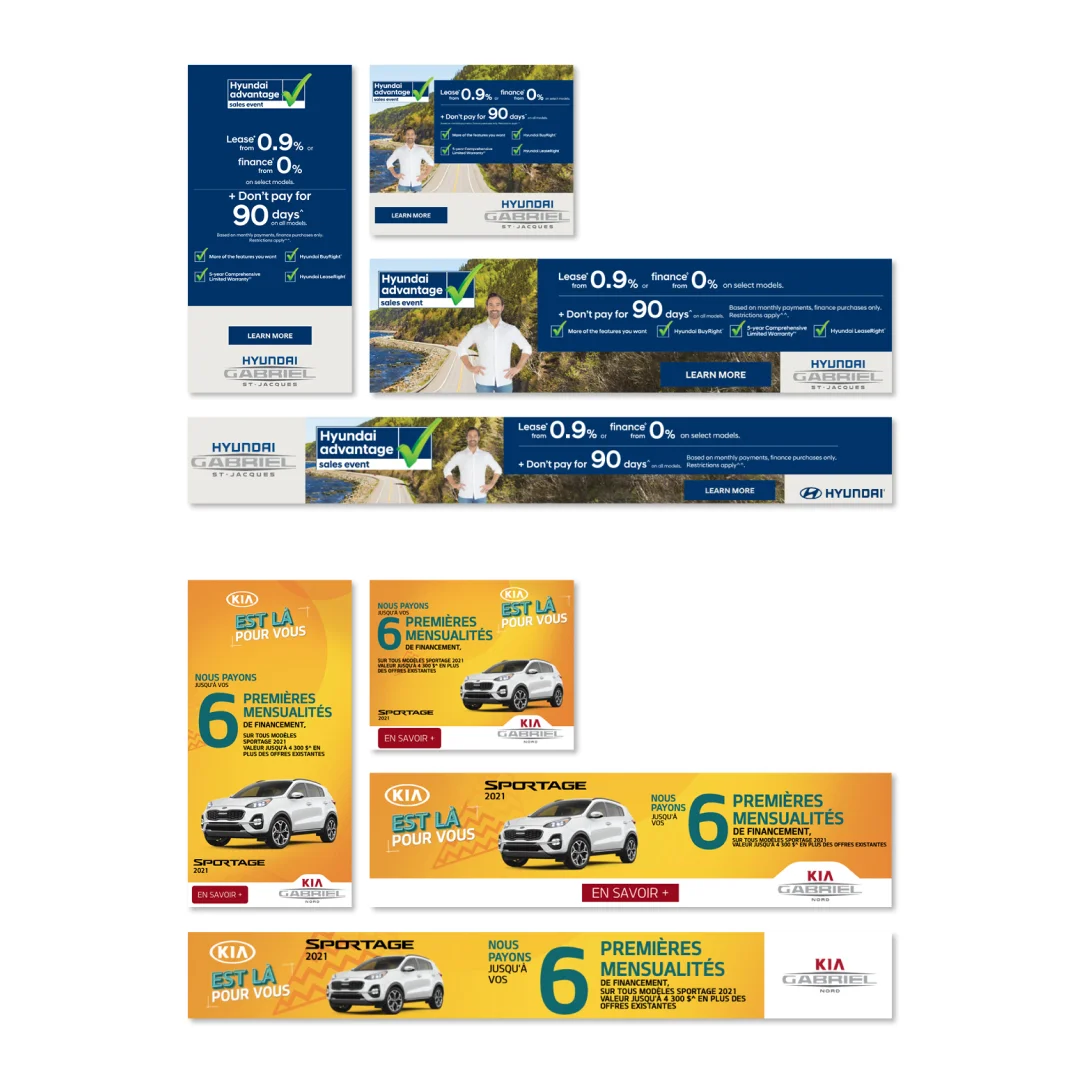 Hyundai
advantage
sales event
Lease* from 0.9% or
finance* from 0%
on select models.
+ Don't pay for
90 days^ on all models.
Based on monthly payments, finance purchases only.
Restrictions apply^^.
More of the features you want
Hyundai BuyRight*
5-year Comprehensive
Limited Warranty**
Hyundai LeaseRight
LEARN MORE
HYUNDAI
GABRIEL
ST-JACQUES
Hyundai
advantage
sales event
Lease* from 0.9% or finance* from 0% on select models.
+ Don't pay for 90 days^ on all models.
More of the features you want
Hyundai BuyRight*
5-year Comprehensive
Limited Warranty**
Hyundai LeaseRight
LEARN MORE
HYUNDAI
GABRIEL
ST-JACQUES
Hyundai
advantage
sales event
Lease* from 0.9% or finance* from 0% on select models.
+ Don't pay for 90 days^ on all models.
Based on monthly payments, finance purchases only.
Restrictions apply^^.
More of the features you want
Hyundai BuyRight*
5-year Comprehensive
Limited Warranty**
Hyundai LeaseRight*
LEARN MORE
HYUNDAI
GABRIEL
ST-JACQUES
HYUNDAI
GABRIEL
ST-JACQUES
Hyundai
advantage
sales event
Lease* from 0.9% or finance* from 0% on select models.
+ Don't pay for 90 days^ on all models.
Based on monthly payments, finance purchases only.
Restrictions apply^^.
LEARN MORE
HYUNDAI
KIA
EST LÀ
POUR VOUS
NOUS PAYONS
JUSQU'À VOS
6 PREMIÈRES
MENSUALITÉS
DE FINANCEMENT,
SUR TOUS MODÈLES
SPORTAGE 2021
VALEUR JUSQU'À 4 300 $^ EN
PLUS DES OFFRES EXISTANTES
SPORTAGE
2021
EN SAVOIR +
KIA
GABRIEL
NORD
KIA
EST LÀ
POUR VOUS
NOUS PAYONS
JUSQU'À VOS
6 PREMIÈRES
MENSUALITÉS
DE FINANCEMENT,
SUR TOUS MODÈLES SPORTAGE 2021
VALEUR JUSQU'À 4 300 $^ EN PLUS
DES OFFRES EXISTANTES
SPORTAGE
2021
EN SAVOIR +
KIA
GABRIEL
NORD
KIA
EST LÀ
POUR VOUS
SPORTAGE
2021
NOUS
PAYONS
JUSQU'À
VOS
6 PREMIÈRES
MENSUALITÉS
DE FINANCEMENT,
SUR TOUS MODÈLES SPORTAGE 2021
VALEUR JUSQU'À 4 300 $^ EN PLUS DES OFFRES EXISTANTES
EN SAVOIR +
KIA
GABRIEL
NORD
KIA
EST LÀ
POUR VOUS
SPORTAGE
2021
NOUS
PAYONS
JUSQU'À
VOS
6 PREMIÈRES
MENSUALITÉS
DE FINANCEMENT,
SUR TOUS MODÈLES SPORTAGE 2021
VALEUR JUSQU'À 4 300 $^ EN PLUS DES
OFFRES EXISTANTES
KIA
GABRIEL
NORD